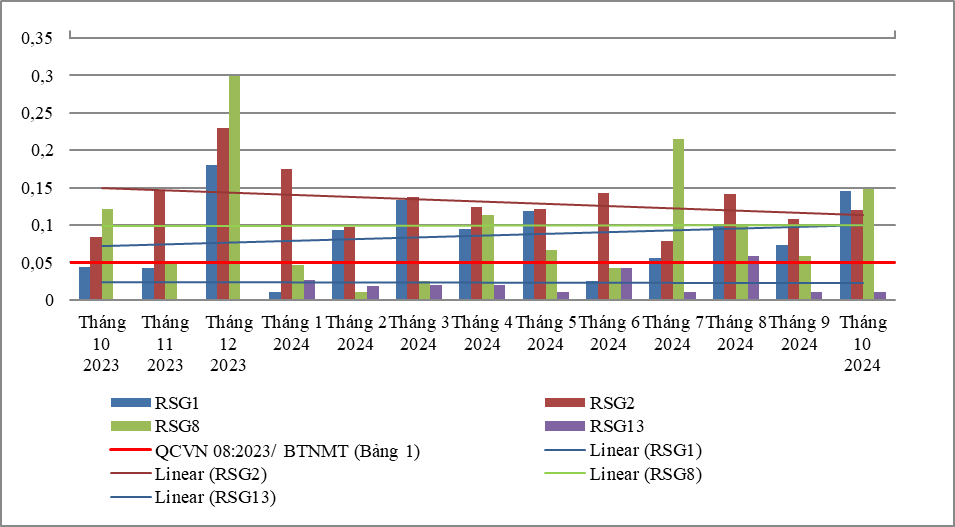 0,35
0,3
0,25
0,2
0,15
0,1
0,05
0
Tháng 10 2023
Tháng 11 2023
Tháng 12 2023
Tháng 1 2024
Tháng 2 2024
Tháng 3 2024
Tháng 4 2024
Tháng 5 2024
Tháng 6 2024
Tháng 7 2024
Tháng 8 2024
Tháng 9 2024
Tháng 10 2024
RSG1
RSG2
RSG8
RSG13
QCVN 08:2023/ BTNMT (Bảng 1)
Linear (RSG1)
Linear (RSG2)
Linear (RSG8)
Linear (RSG13)